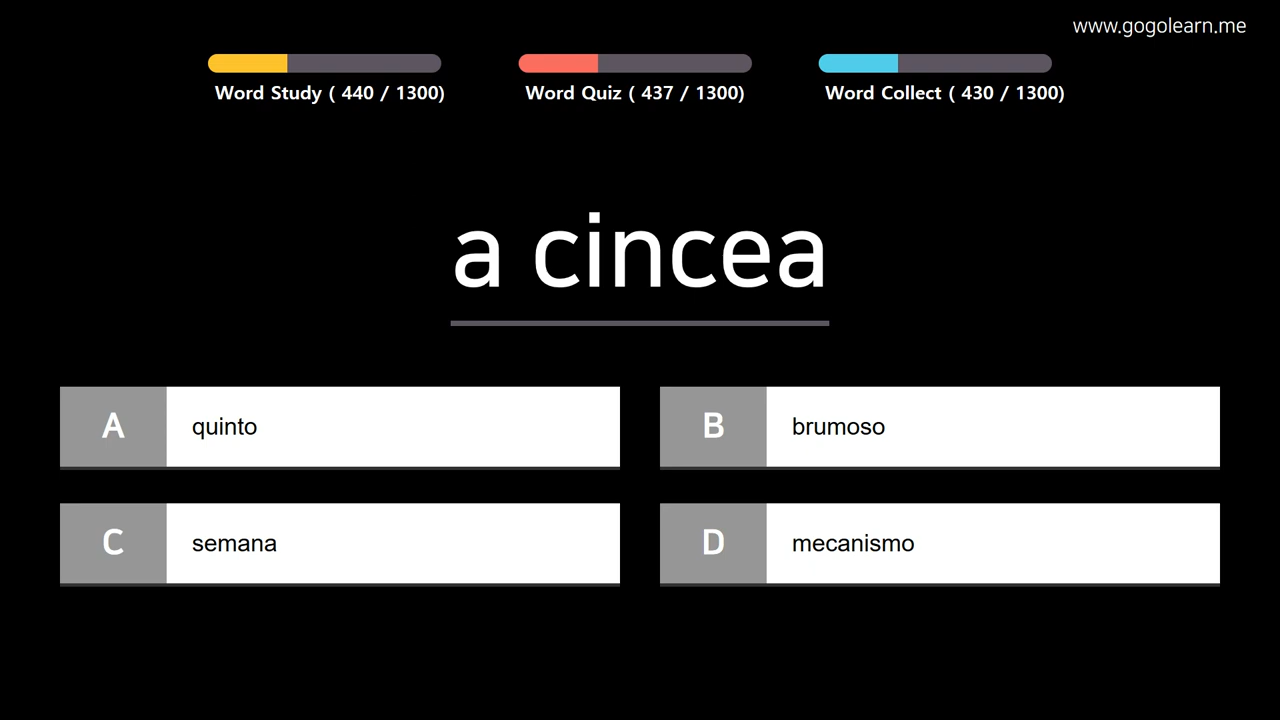 www.gogolearn.me
Word Study ( 440 / 1300)
Word Quiz ( 437 / 1300)
Word Collect ( 430 / 1300)
a cincea
A quinto
B brumoso
C semana
D mecanismo